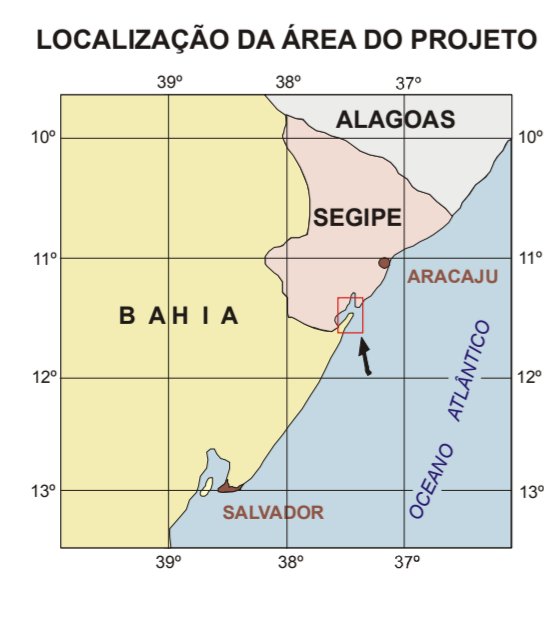 LOCALIZAÇÃO DA ÁREA DO PROJETO
39º 38º 37º
ALAGOAS
10º 10º
SEGIPE
11º 11º
ARACAJU
B A H I A
OCEANO ATLÂNTICO
12º 12º
13º 13º
SALVADOR
39º 38º 37º